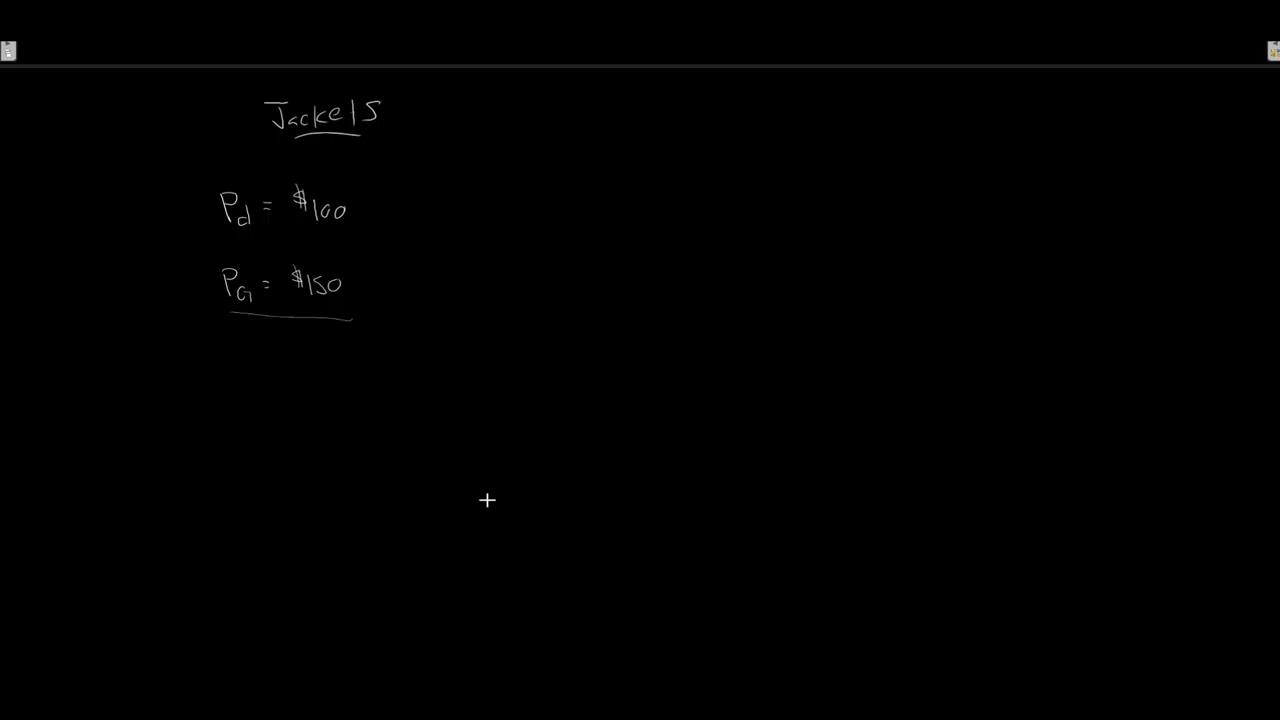 Jackets
Pd = $100
PG = $150